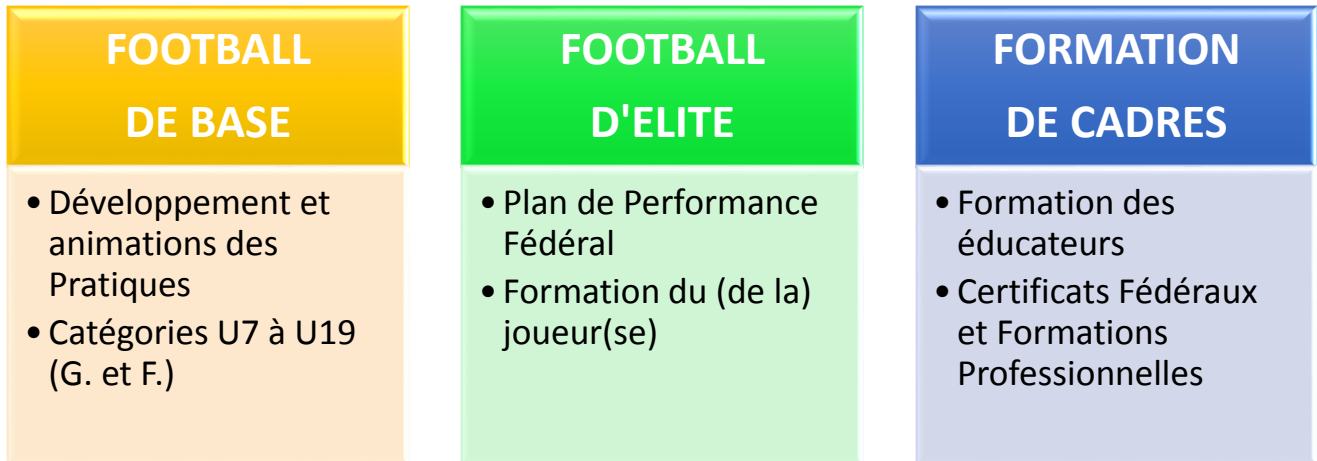 FOOTBALL
DE BASE
• Développement et
animations des
Pratiques
• Catégories U7 à U19
(G. et F.)
FOOTBALL
D'ELITE
• Plan de Performance
Fédéral
• Formation du (de la)
joueur(se)
FORMATION
DE CADRES
• Formation des
éducateurs
• Certificats Fédéraux
et Formations
Professionnelles